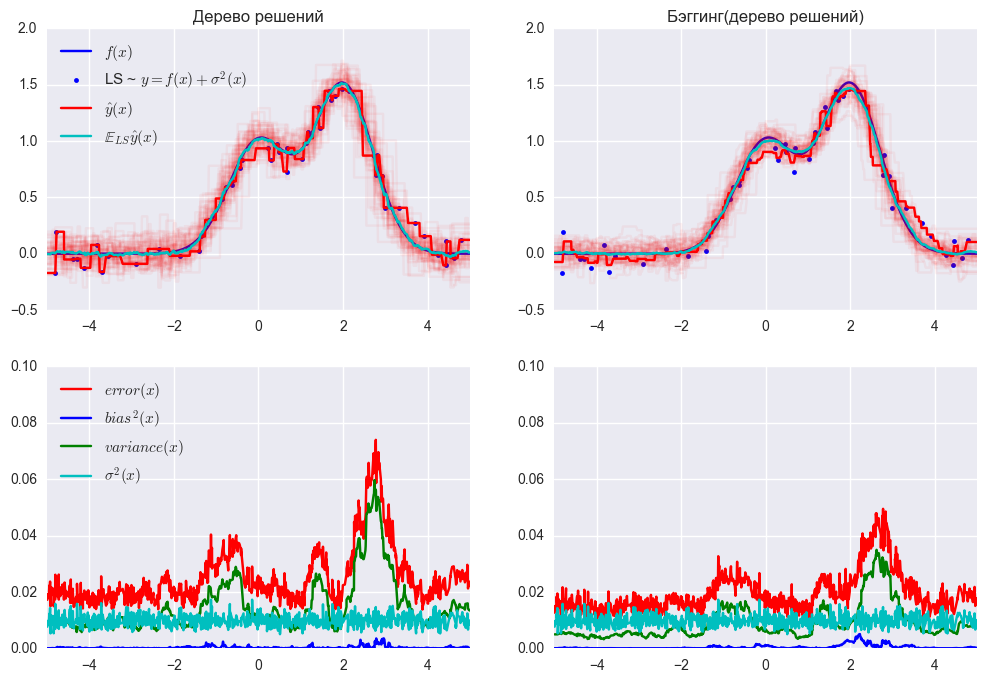 Дерево решений
2.0
1.5
1.0
0.5
0.0
−0.5
f(x)
LS ~ y = f(x) + σ²(x)
ŷ(x)
𝔼_LS ŷ(x)
−4 −2 0 2 4
Бэггинг(дерево решений)
2.0
1.5
1.0
0.5
0.0
−0.5
−4 −2 0 2 4
0.10
0.08
0.06
0.04
0.02
0.00
error(x)
bias²(x)
variance(x)
σ²(x)
−4 −2 0 2 4
0.10
0.08
0.06
0.04
0.02
0.00
−4 −2 0 2 4